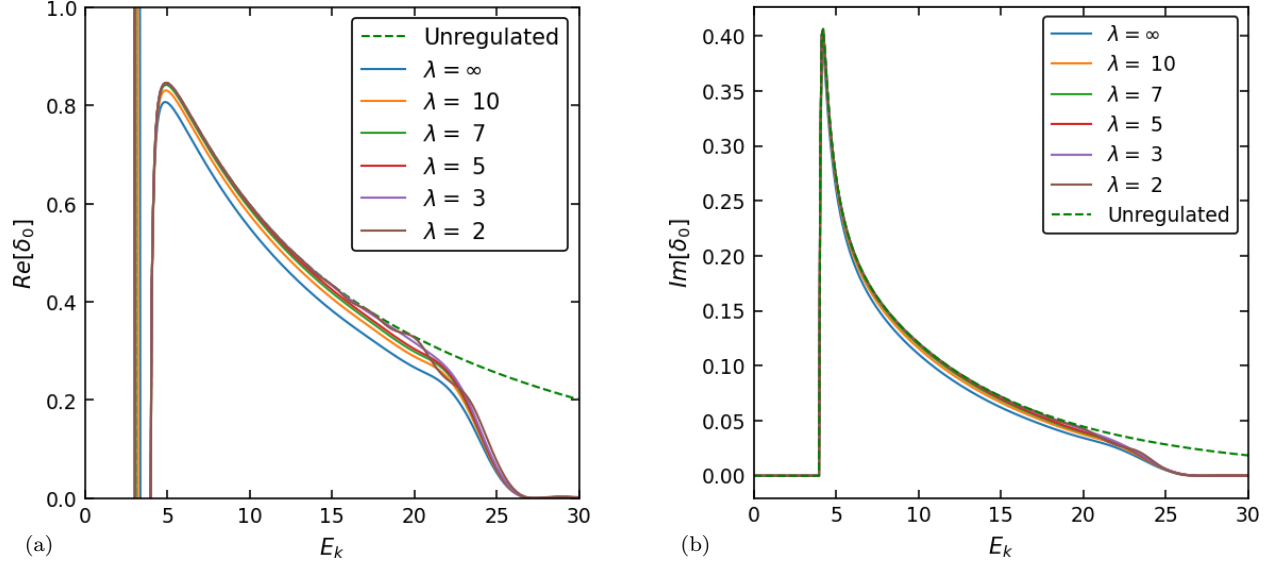 1.0
0.8
0.6
0.4
0.2
0.0
Re[δ₀]
0 5 10 15 20 25 30
E_k
(a)
Unregulated
λ = ∞
λ = 10
λ = 7
λ = 5
λ = 3
λ = 2
0.40
0.35
0.30
0.25
0.20
0.15
0.10
0.05
0.00
Im[δ₀]
0 5 10 15 20 25 30
E_k
(b)
λ = ∞
λ = 10
λ = 7
λ = 5
λ = 3
λ = 2
Unregulated